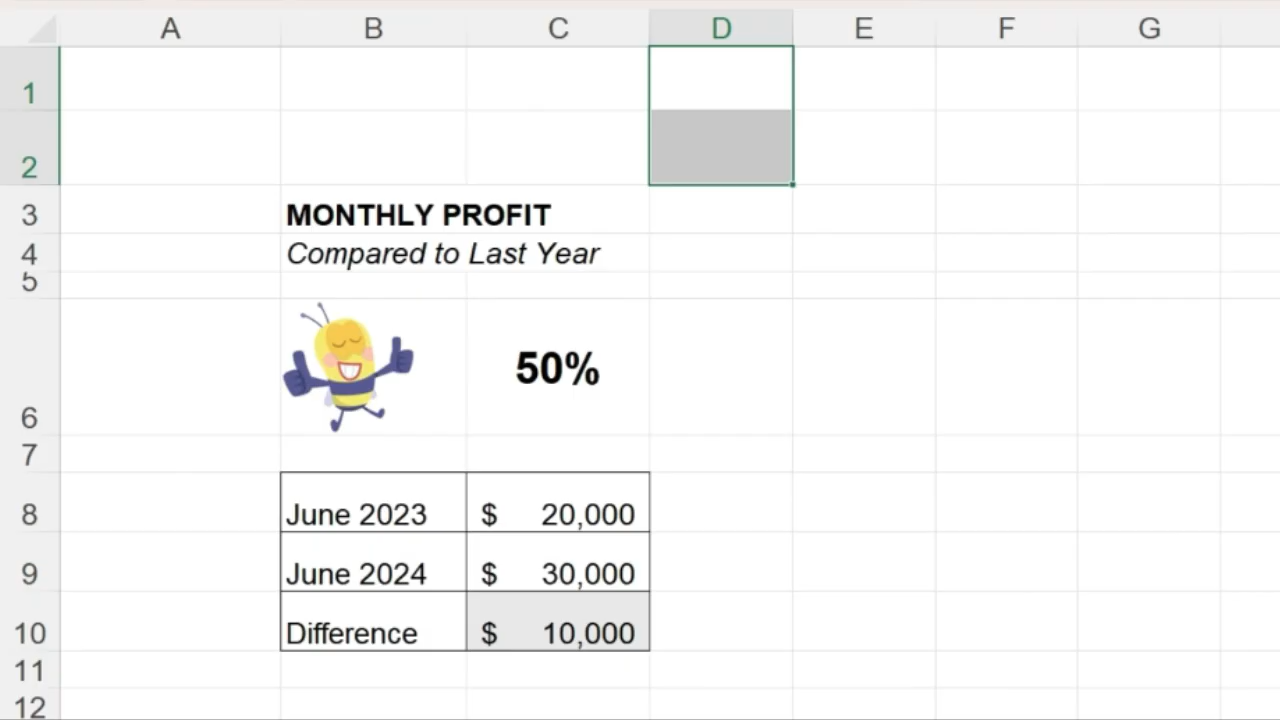 A B C D E F G
1
2
3 MONTHLY PROFIT
4 Compared to Last Year
5
6 50%
7
8 June 2023 $ 20,000
9 June 2024 $ 30,000
10 Difference $ 10,000
11
12